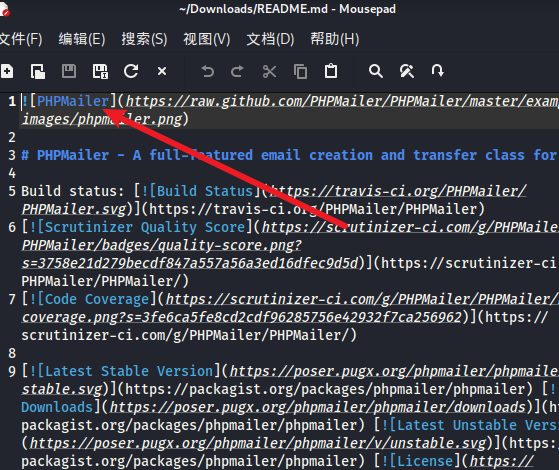 ~/Downloads/README.md - Mousepad
文件(F) 编辑(E) 搜索(S) 视图(V) 文档(D) 帮助(H)
1 ![PHPMailer](https://raw.github.com/PHPMailer/PHPMailer/master/exam
images/phpmailer.png)
2
3 # PHPMailer - A full-featured email creation and transfer class for
4
5 Build status: [![Build Status](https://travis-ci.org/PHPMailer/
PHPMailer.svg)](https://travis-ci.org/PHPMailer/PHPMailer)
6 [![Scrutinizer Quality Score](https://scrutinizer-ci.com/g/PHPMailer
PHPMailer/badges/quality-score.png?
s=3758e21d279becdf847a557a56a3ed16dfec9d5d)](https://scrutinizer-ci
PHPMailer/PHPMailer/)
7 [![Code Coverage](https://scrutinizer-ci.com/g/PHPMailer/PHPMailer/
coverage.png?s=3fe6ca5fe8cd2cdf96285756e42932f7ca256962)](https://
scrutinizer-ci.com/g/PHPMailer/PHPMailer/)
8
9 [![Latest Stable Version](https://poser.pugx.org/phpmailer/phpmaile
stable.svg)](https://packagist.org/packages/phpmailer/phpmailer) [!
Downloads](https://poser.pugx.org/phpmailer/phpmailer/downloads)](h
packagist.org/packages/phpmailer/phpmailer) [![Latest Unstable Vers
(https://poser.pugx.org/phpmailer/phpmailer/v/unstable.svg)](https:
packagist.org/packages/phpmailer/phpmailer) [![License](https://